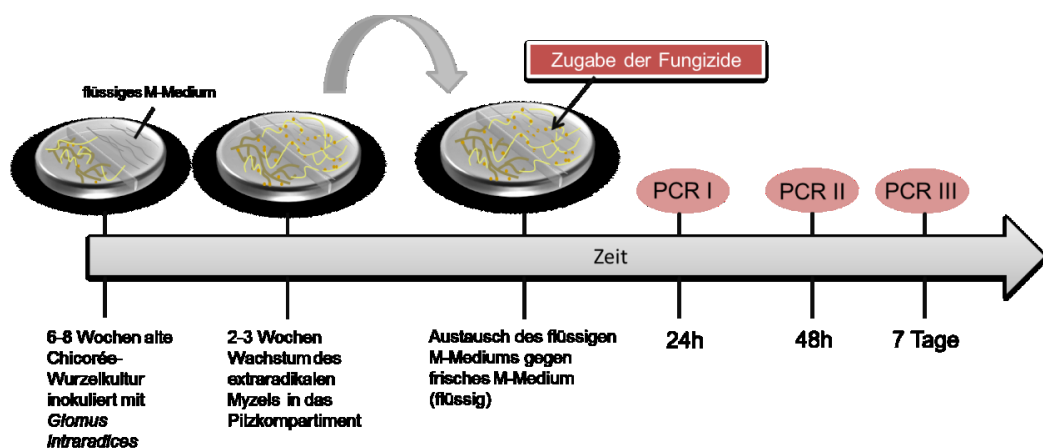 Zugabe der Fungizide
flüssiges M-Medium
PCR I
PCR II
PCR III
Zeit
6-8 Wochen alte
Chicorée-
Wurzelkultur
inokuliert mit
Glomus
Intraradices
2-3 Wochen
Wachstum des
extraradikalen
Myzels in das
Pilzkompartiment
Austausch des flüssigen
M-Mediums gegen
frisches M-Medium
(flüssig)
24h
48h
7 Tage